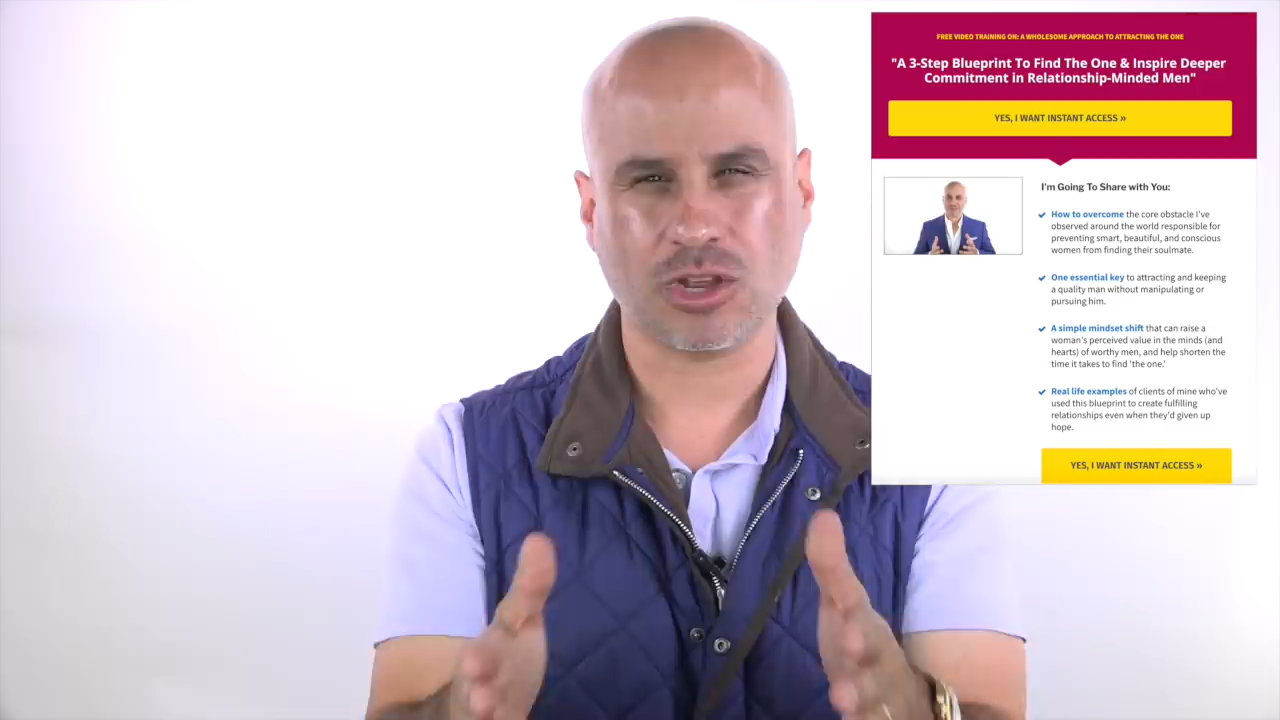 FREE VIDEO TRAINING ON: A WHOLESOME APPROACH TO ATTRACTING THE ONE
"A 3-Step Blueprint To Find The One & Inspire Deeper
Commitment in Relationship-Minded Men"
YES, I WANT INSTANT ACCESS »
I'm Going To Share with You:
How to overcome the core obstacle I've
observed around the world responsible for
preventing smart, beautiful, and conscious
women from finding their soulmate.
One essential key to attracting and keeping
a quality man without manipulating or
pursuing him.
A simple mindset shift that can raise a
woman's perceived value in the minds (and
hearts) of worthy men, and help shorten the
time it takes to find 'the one.'
Real life examples of clients of mine who've
used this blueprint to create fulfilling
relationships even when they'd given up
hope.
YES, I WANT INSTANT ACCESS »